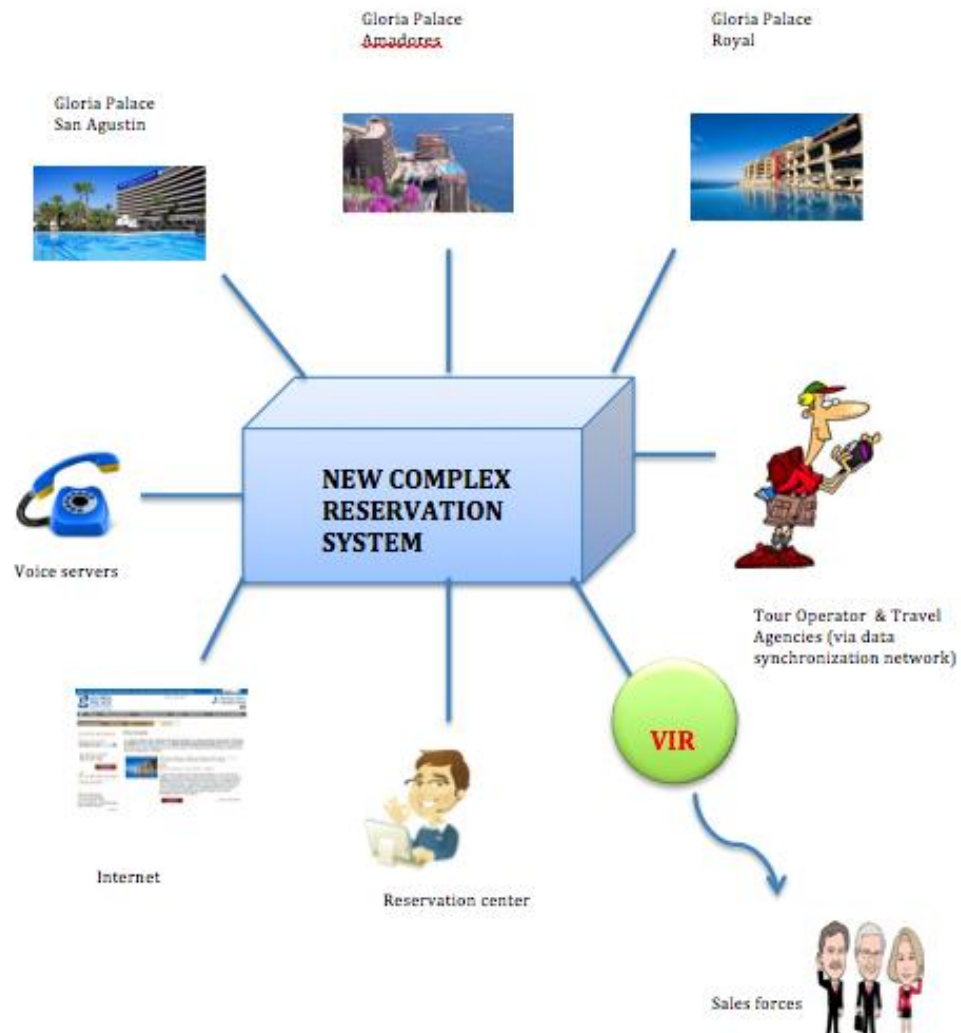 Gloria Palace
Amadores
Gloria Palace
Royal
Gloria Palace
San Agustin
NEW COMPLEX
RESERVATION
SYSTEM
Voice servers
Tour Operator & Travel
Agencies (via data
synchronization network)
VIR
Internet
Reservation center
Sales forces